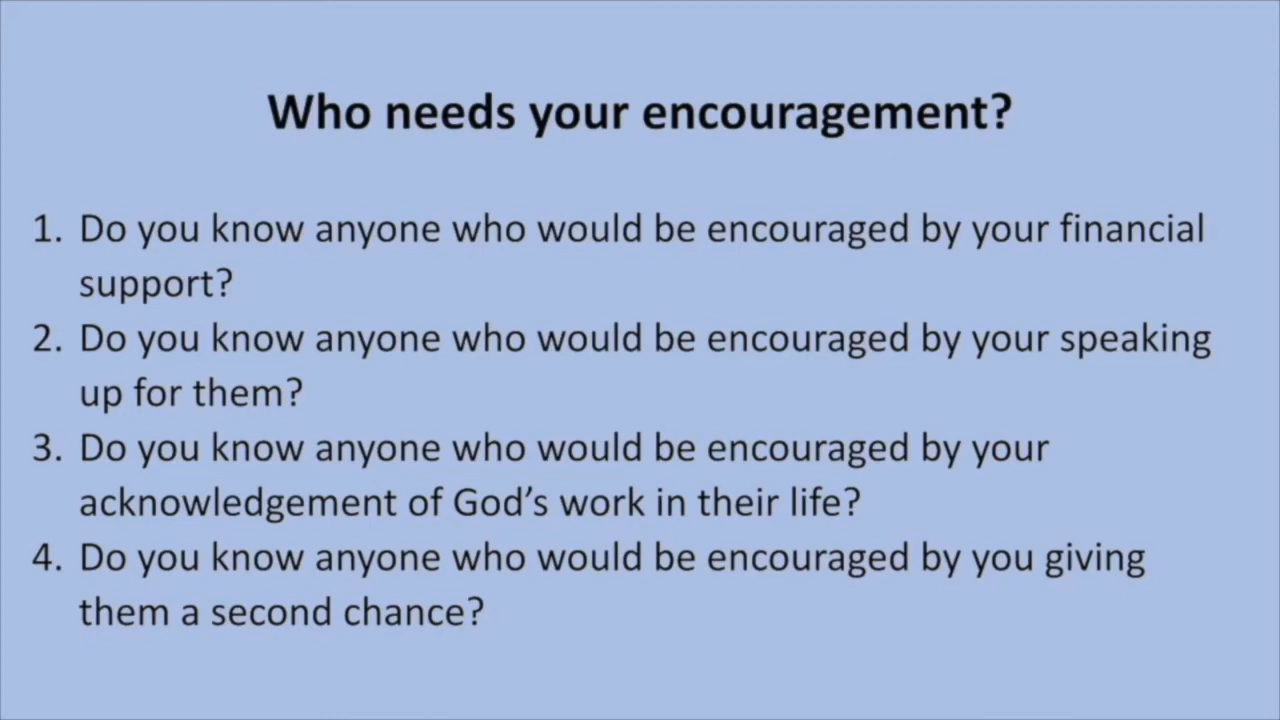 Who needs your encouragement?
1. Do you know anyone who would be encouraged by your financial
support?
2. Do you know anyone who would be encouraged by your speaking
up for them?
3. Do you know anyone who would be encouraged by your
acknowledgement of God’s work in their life?
4. Do you know anyone who would be encouraged by you giving
them a second chance?